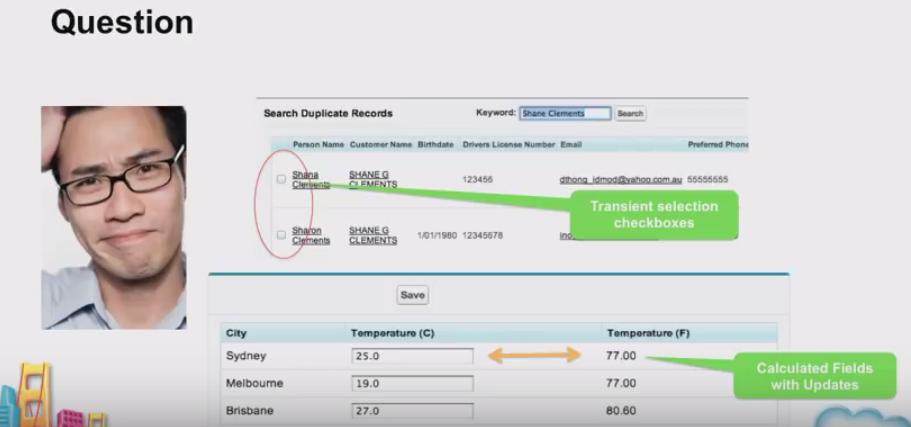 Question
Search Duplicate Records Keyword: Shane Clements Search
Person Name Customer Name Birthdate Drivers License Number Email Preferred Phone
Shana Clements SHANE G CLEMENTS 123456 dthong_idmod@yahoo.com.au 55555555
Transient selection
checkboxes
Sharon Clements SHANE G CLEMENTS 1/01/1980 12345678
Save
City Temperature (C) Temperature (F)
Sydney 25.0 77.00
Calculated Fields
with Updates
Melbourne 19.0 77.00
Brisbane 27.0 80.60